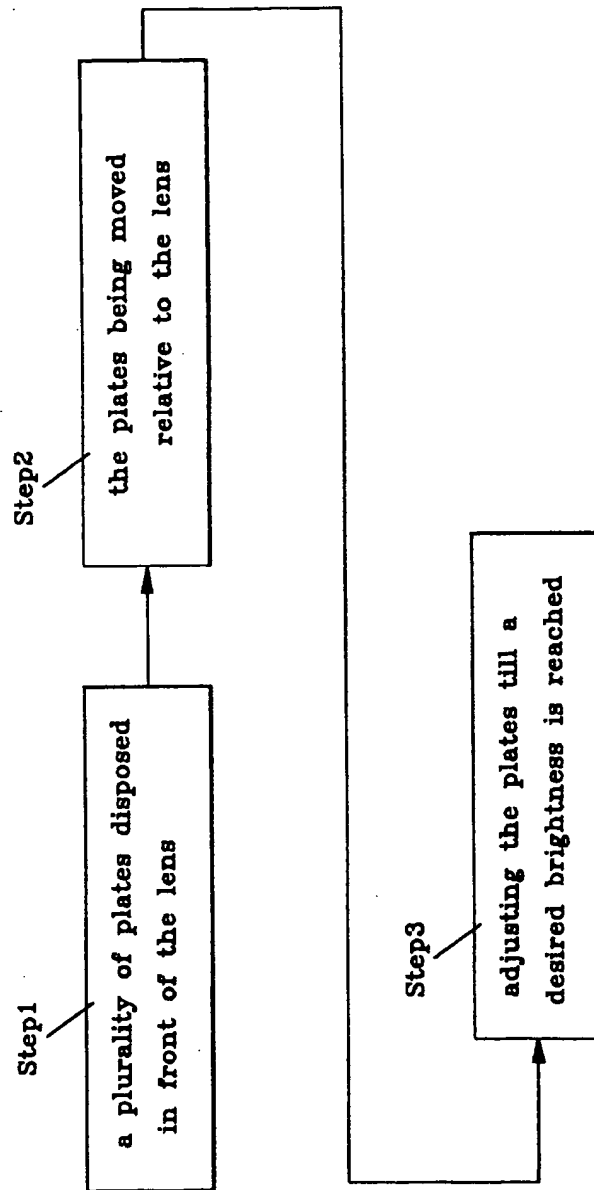 Step1
a plurality of plates disposed
in front of the lens
Step2
the plates being moved
relative to the lens
Step3
adjusting the plates till a
desired brightness is reached